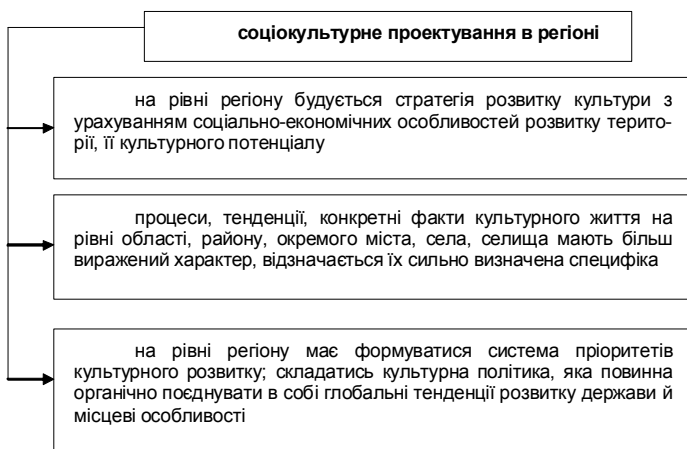 соціокультурне проектування в регіоні
на рівні регіону будується стратегія розвитку культури з
урахуванням соціально-економічних особливостей розвитку терито-
рії, її культурного потенціалу
процеси, тенденції, конкретні факти культурного життя на
рівні області, району, окремого міста, села, селища мають більш
виражений характер, відзначається їх сильно визначена специфіка
на рівні регіону має формуватися система пріоритетів
культурного розвитку; складатись культурна політика, яка повинна
органічно поєднувати в собі глобальні тенденції розвитку держави й
місцеві особливості